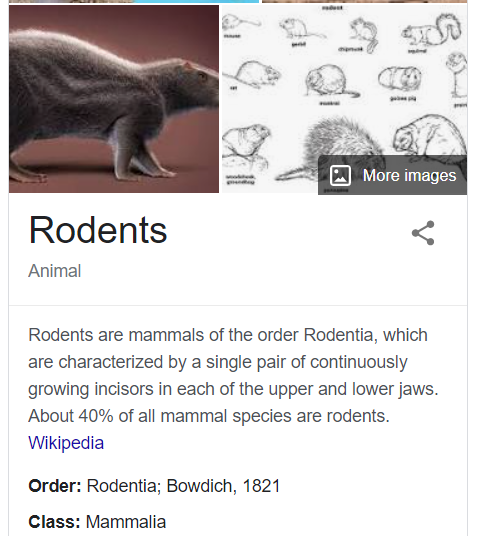 rodent
mouse
gerbil
chipmunk
squirrel
rat
muskrat
guinea pig
woodchuck,
groundhog
More images
Rodents
Animal
Rodents are mammals of the order Rodentia, which
are characterized by a single pair of continuously
growing incisors in each of the upper and lower jaws.
About 40% of all mammal species are rodents.
Wikipedia
Order: Rodentia; Bowdich, 1821
Class: Mammalia